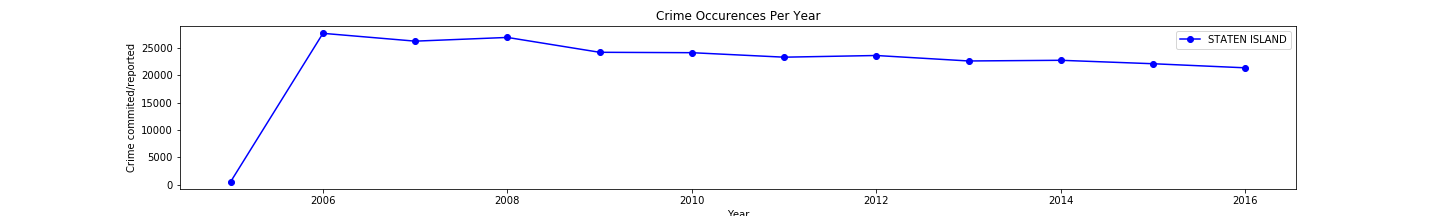 Crime Occurences Per Year
STATEN ISLAND
Crime commited/reported
25000
20000
15000
10000
5000
0
2006 2008 2010 2012 2014 2016
Year